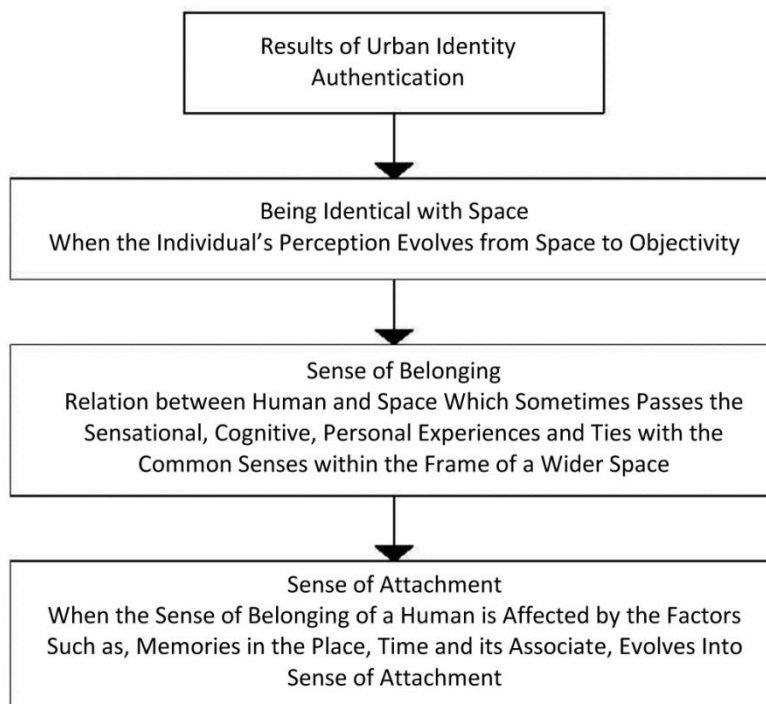 Results of Urban Identity
Authentication
Being Identical with Space
When the Individual's Perception Evolves from Space to Objectivity
Sense of Belonging
Relation between Human and Space Which Sometimes Passes the
Sensational, Cognitive, Personal Experiences and Ties with the
Common Senses within the Frame of a Wider Space
Sense of Attachment
When the Sense of Belonging of a Human is Affected by the Factors
Such as, Memories in the Place, Time and its Associate, Evolves Into
Sense of Attachment